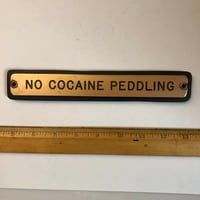 NO COCAINE PEDDLING